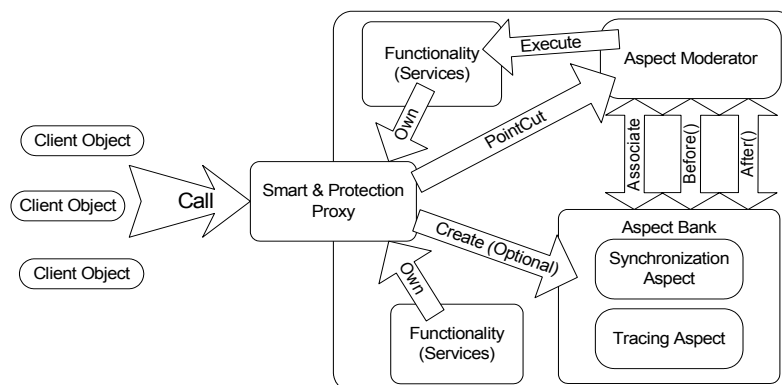 Functionality
(Services)
Execute
Aspect Moderator
Own
PointCut
Client Object
Client Object
Client Object
Call
Smart & Protection
Proxy
Associate
Before()
After()
Create (Optional)
Own
Functionality
(Services)
Aspect Bank
Synchronization
Aspect
Tracing Aspect